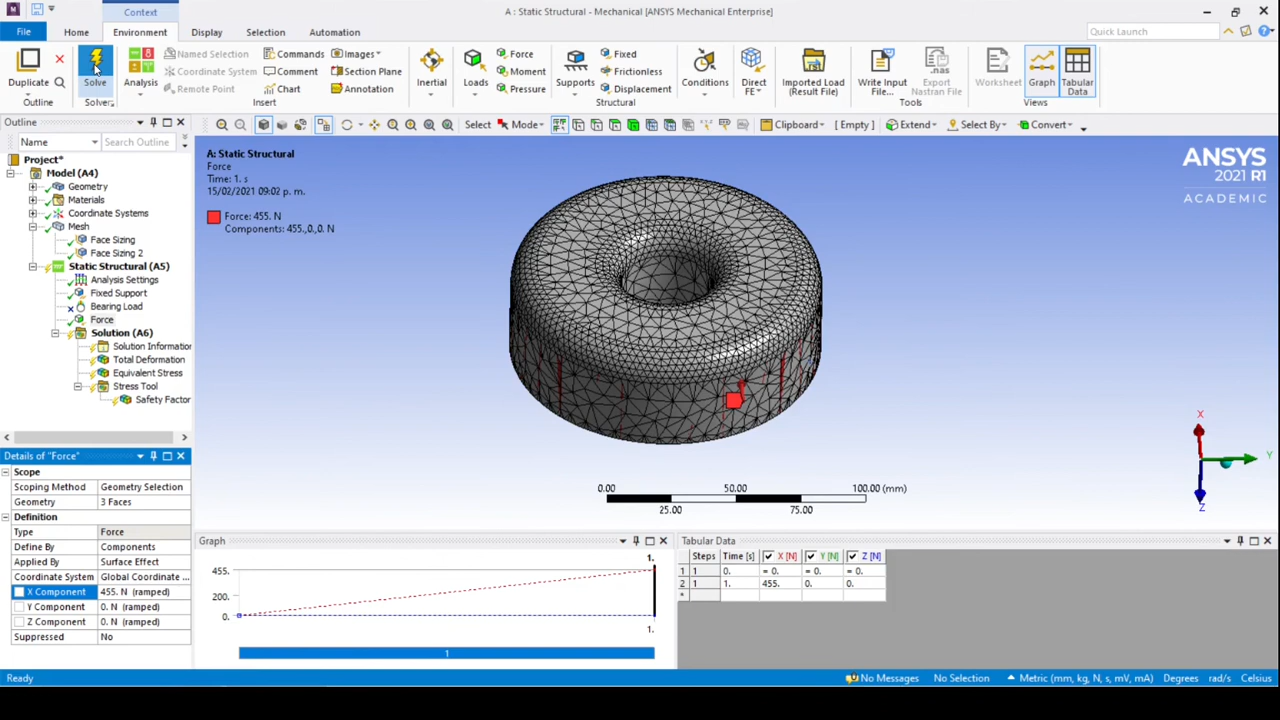 Context
A : Static Structural - Mechanical [ANSYS Mechanical Enterprise]
File Home Environment Display Selection Automation Quick Launch
Duplicate
Outline
Solve
Solver
Analysis
Named Selection
Coordinate System
Remote Point
Commands
Comment
Chart
Images
Section Plane
Annotation
Insert
Inertial
Loads
Force
Moment
Pressure
Supports
Fixed
Frictionless
Displacement
Structural
Conditions
Direct
FE
Imported Load
(Result File)
Write Input
File...
Export
Nastran File
.nas
Tools
Worksheet
Graph
Tabular
Data
Views
Select Mode Clipboard [ Empty ] Extend Select By Convert
Outline
Name Search Outline
Project*
Model (A4)
Geometry
Materials
Coordinate Systems
Mesh
Face Sizing
Face Sizing 2
Static Structural (A5)
Analysis Settings
Fixed Support
Bearing Load
Force
Solution (A6)
Solution Information
Total Deformation
Equivalent Stress
Stress Tool
Safety Factor
A: Static Structural
Force
Time: 1. s
15/02/2021 09:02 p. m.
Force: 455. N
Components: 455.,0.,0. N
ANSYS
2021 R1
ACADEMIC
X
Y
Z
0.00 50.00 100.00 (mm)
25.00 75.00
Details of "Force"
Scope
Scoping Method Geometry Selection
Geometry 3 Faces
Definition
Type Force
Define By Components
Applied By Surface Effect
Coordinate System Global Coordinate
X Component 455. N (ramped)
Y Component 0. N (ramped)
Z Component 0. N (ramped)
Suppressed No
Graph
1.
455.
200.
0.
1.
1
Tabular Data
Steps Time [s] X [N] Y [N] Z [N]
1 1 0. = 0. = 0. = 0.
2 1 1. 455. 0. 0.
*
Ready No Messages No Selection Metric (mm, kg, N, s, mV, mA) Degrees rad/s Celsius